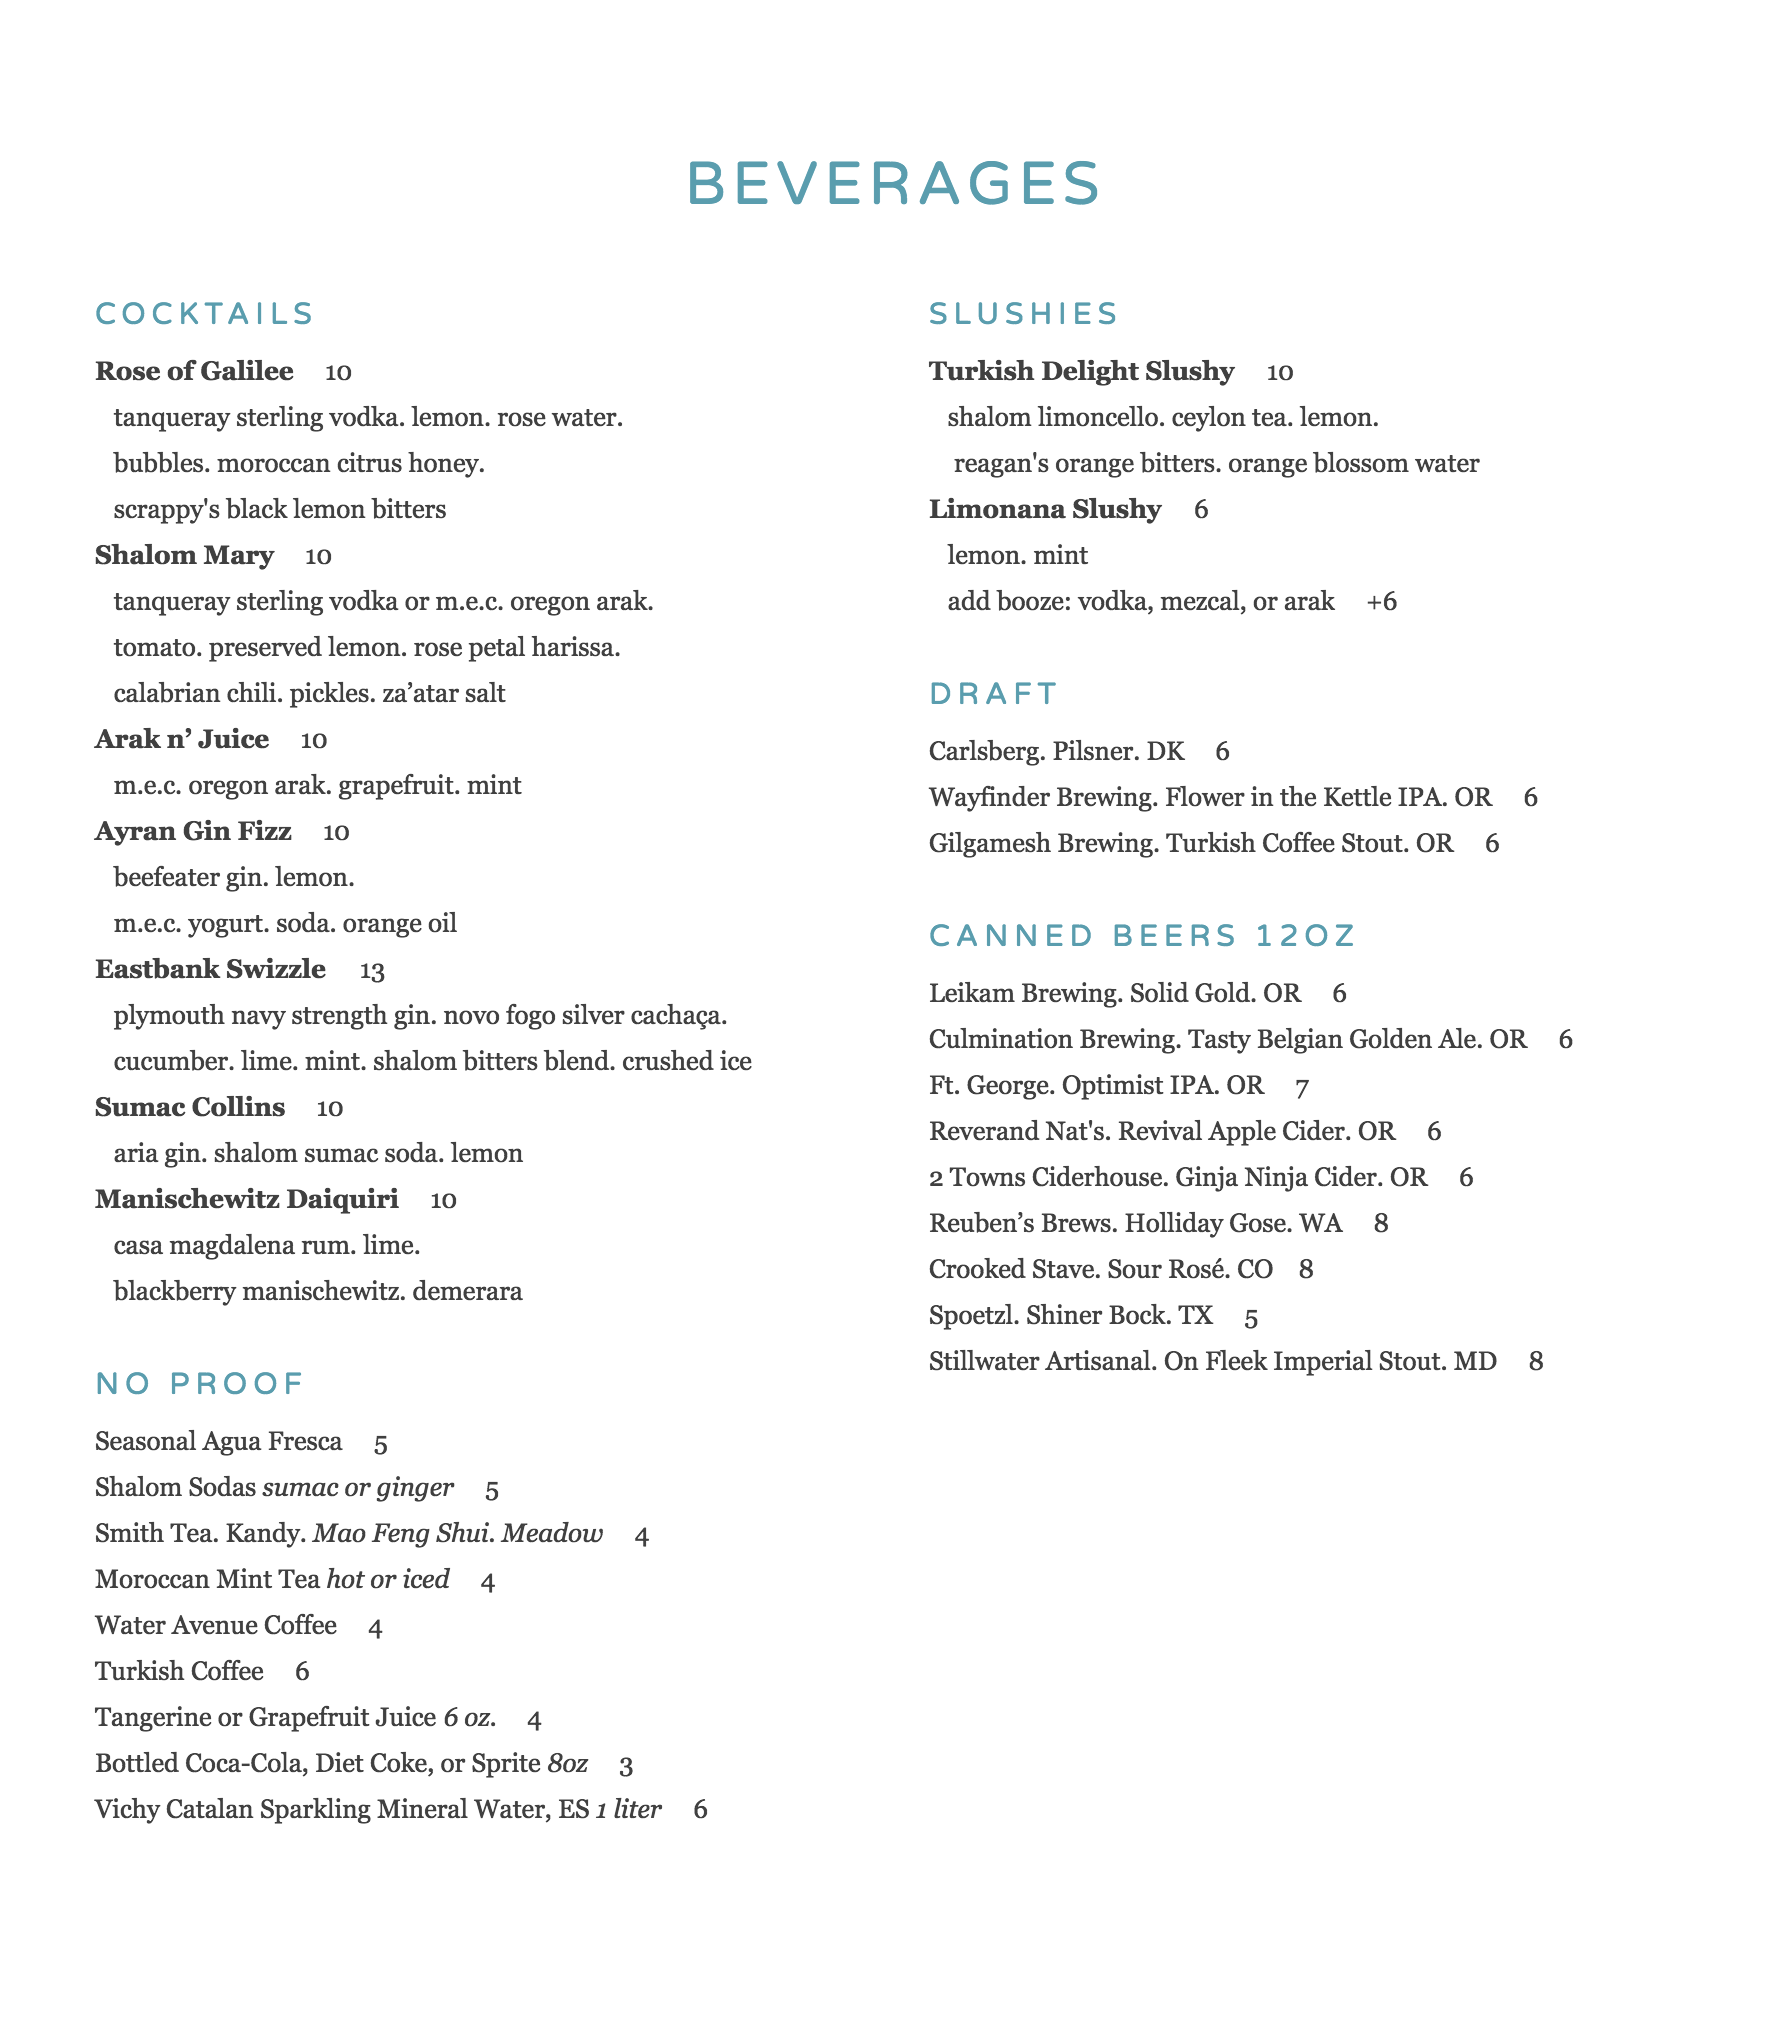 BEVERAGES
COCKTAILS
Rose of Galilee 10
tanqueray sterling vodka. lemon. rose water.
bubbles. moroccan citrus honey.
scrappy's black lemon bitters
Shalom Mary 10
tanqueray sterling vodka or m.e.c. oregon arak.
tomato. preserved lemon. rose petal harissa.
calabrian chili. pickles. za’atar salt
Arak n’ Juice 10
m.e.c. oregon arak. grapefruit. mint
Ayran Gin Fizz 10
beefeater gin. lemon.
m.e.c. yogurt. soda. orange oil
Eastbank Swizzle 13
plymouth navy strength gin. novo fogo silver cachaça.
cucumber. lime. mint. shalom bitters blend. crushed ice
Sumac Collins 10
aria gin. shalom sumac soda. lemon
Manischewitz Daiquiri 10
casa magdalena rum. lime.
blackberry manischewitz. demerara
NO PROOF
Seasonal Agua Fresca 5
Shalom Sodas sumac or ginger 5
Smith Tea. Kandy. Mao Feng Shui. Meadow 4
Moroccan Mint Tea hot or iced 4
Water Avenue Coffee 4
Turkish Coffee 6
Tangerine or Grapefruit Juice 6 oz. 4
Bottled Coca-Cola, Diet Coke, or Sprite 8oz 3
Vichy Catalan Sparkling Mineral Water, ES 1 liter 6
SLUSHIES
Turkish Delight Slushy 10
shalom limoncello. ceylon tea. lemon.
reagan's orange bitters. orange blossom water
Limonana Slushy 6
lemon. mint
add booze: vodka, mezcal, or arak +6
DRAFT
Carlsberg. Pilsner. DK 6
Wayfinder Brewing. Flower in the Kettle IPA. OR 6
Gilgamesh Brewing. Turkish Coffee Stout. OR 6
CANNED BEERS 12OZ
Leikam Brewing. Solid Gold. OR 6
Culmination Brewing. Tasty Belgian Golden Ale. OR 6
Ft. George. Optimist IPA. OR 7
Reverand Nat's. Revival Apple Cider. OR 6
2 Towns Ciderhouse. Ginja Ninja Cider. OR 6
Reuben’s Brews. Holliday Gose. WA 8
Crooked Stave. Sour Rosé. CO 8
Spoetzl. Shiner Bock. TX 5
Stillwater Artisanal. On Fleek Imperial Stout. MD 8